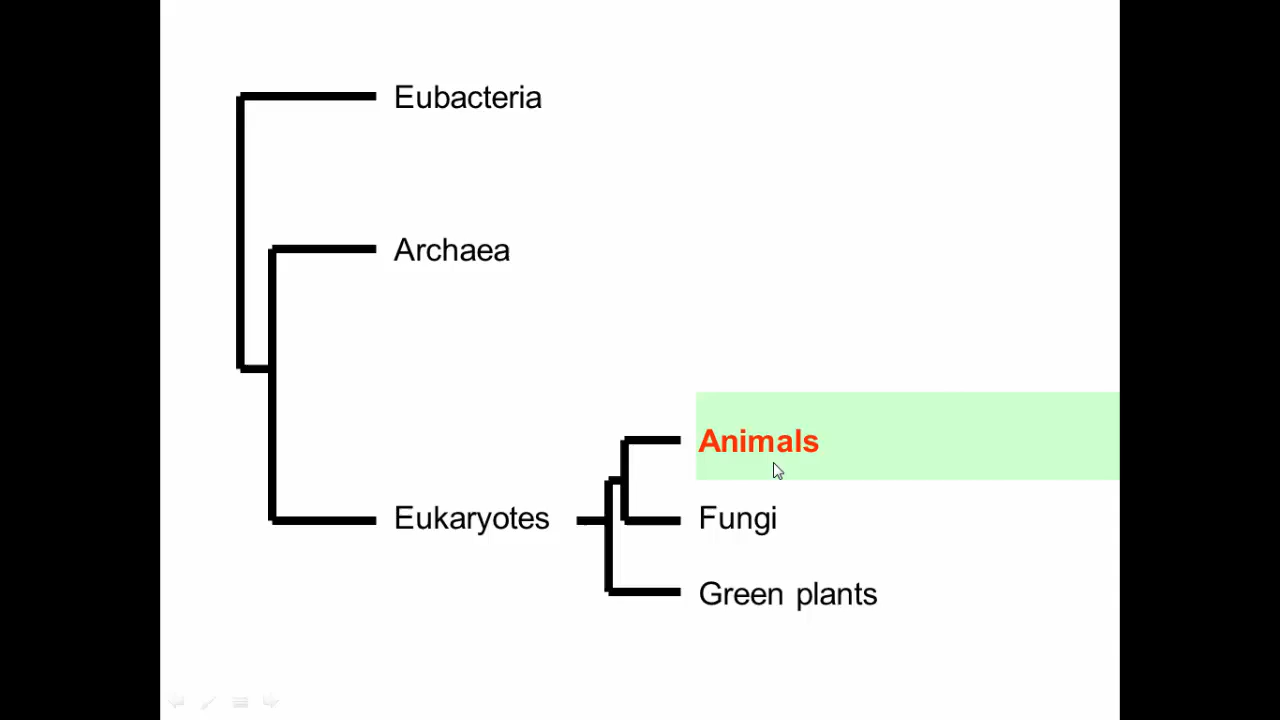 Eubacteria
Archaea
Animals
Eukaryotes
Fungi
Green plants